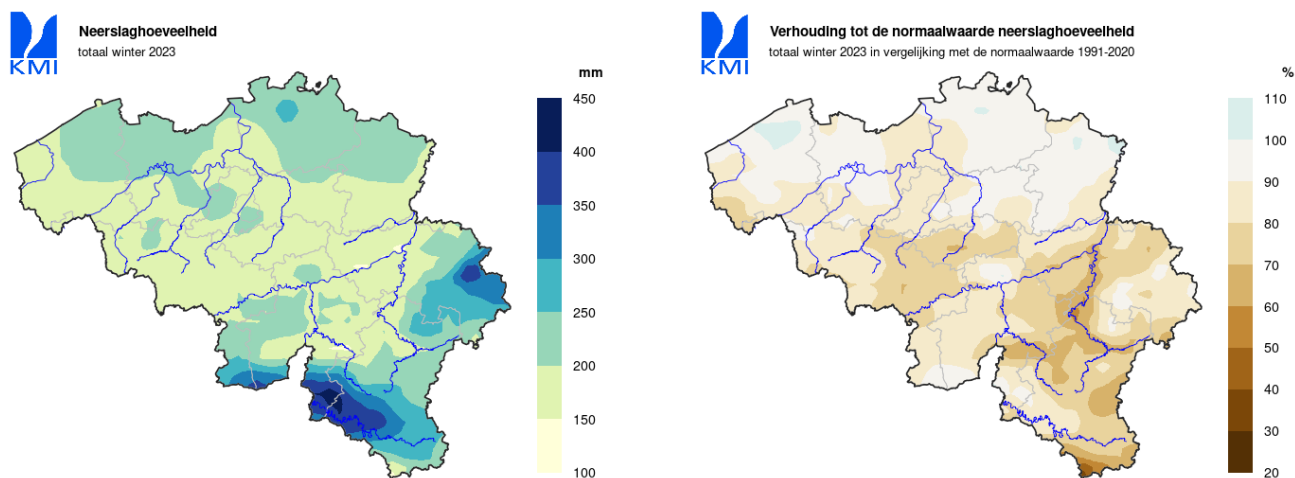 Neerslaghoeveelheid
totaal winter 2023
KMI
mm
450
400
350
300
250
200
150
100
Verhouding tot de normaalwaarde neerslaghoeveelheid
totaal winter 2023 in vergelijking met de normaalwaarde 1991-2020
KMI
%
110
100
90
80
70
60
50
40
30
20